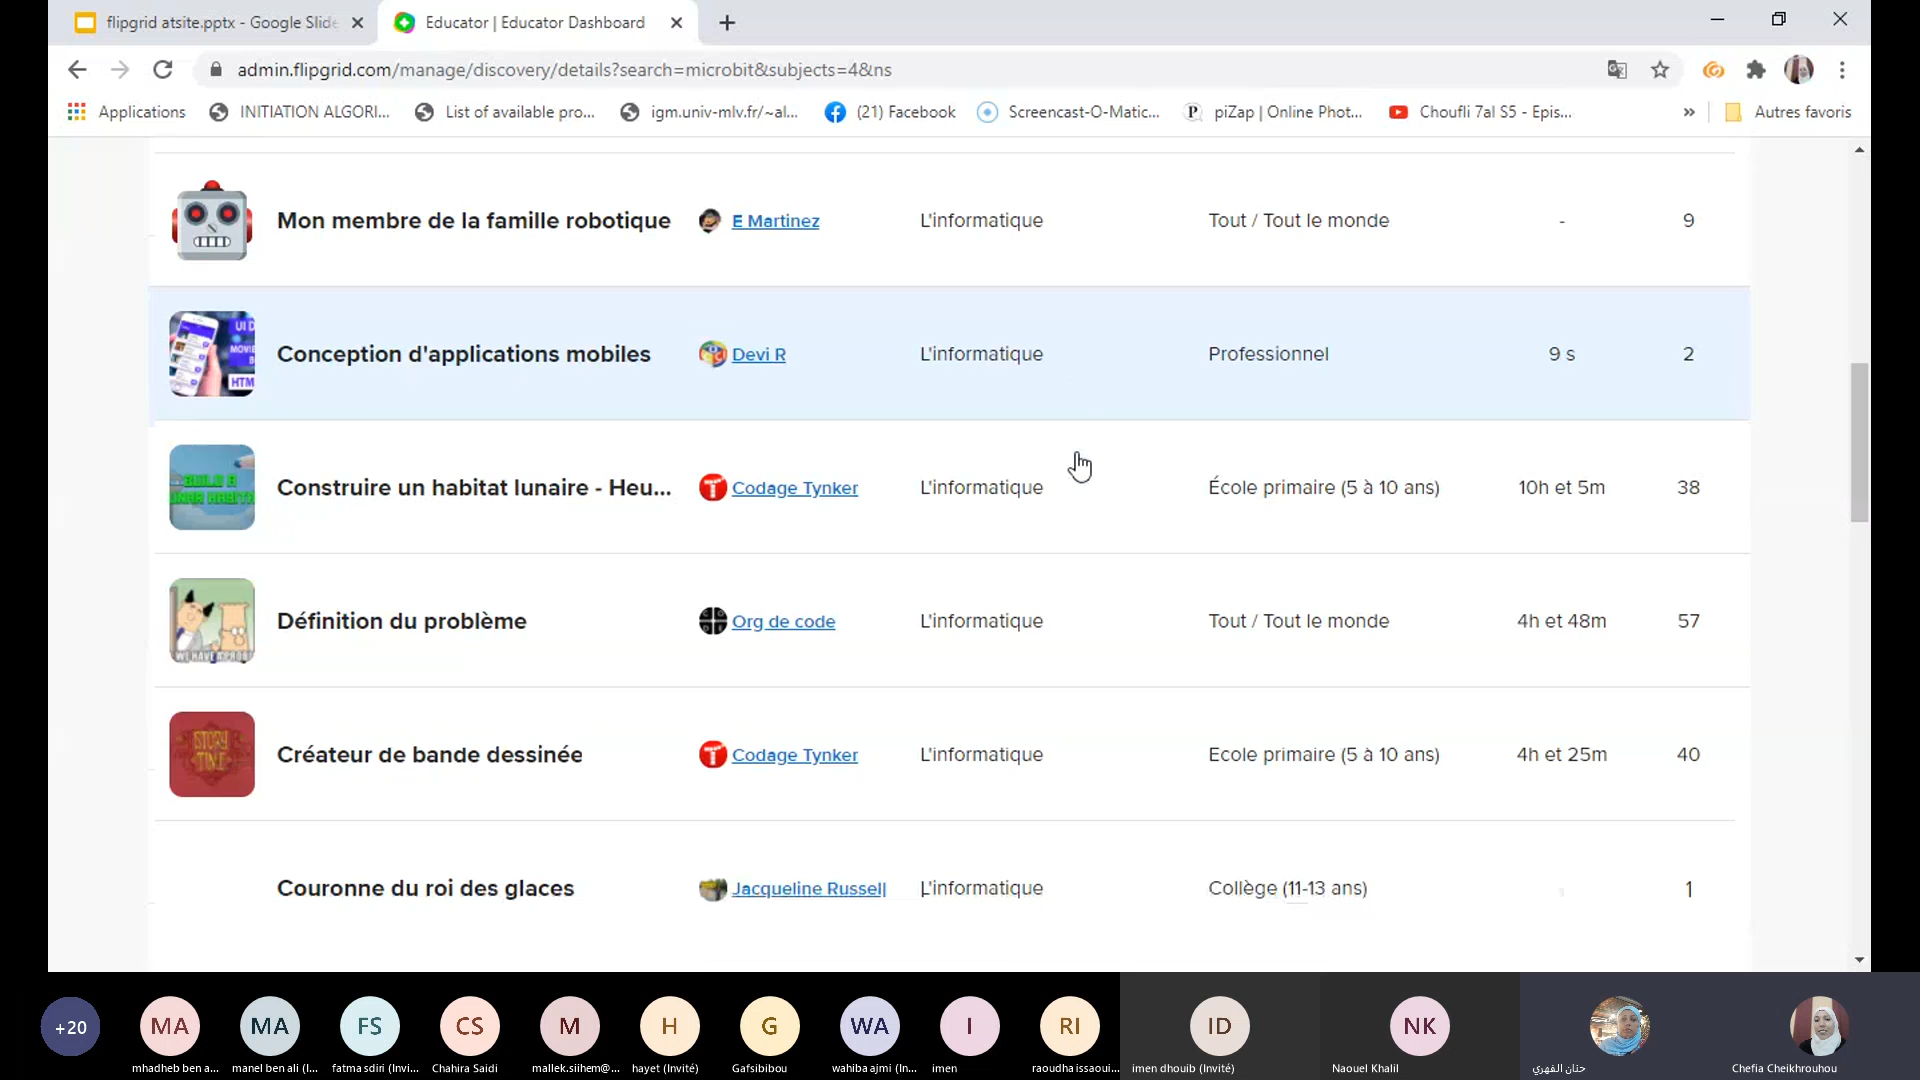 flipgrid atsite.pptx - Google Slide
Educator | Educator Dashboard
admin.flipgrid.com/manage/discovery/details?search=microbit&subjects=4&ns
Applications
INITIATION ALGORI...
List of available pro...
igm.univ-mlv.fr/~al...
(21) Facebook
Screencast-O-Matic...
piZap | Online Phot...
Choufli 7al S5 - Epis...
»
Autres favoris
Mon membre de la famille robotique E Martinez L'informatique Tout / Tout le monde - 9
Conception d'applications mobiles Devi R L'informatique Professionnel 9 s 2
Construire un habitat lunaire - Heu... Codage Tynker L'informatique École primaire (5 à 10 ans) 10h et 5m 38
BUILD A
Définition du problème Org de code L'informatique Tout / Tout le monde 4h et 48m 57
Créateur de bande dessinée Codage Tynker L'informatique Ecole primaire (5 à 10 ans) 4h et 25m 40
STORY
TIME
Couronne du roi des glaces Jacqueline Russell L'informatique Collège (11-13 ans) 1
+20 MA MA FS CS M H G WA I RI ID NK
mhadheb ben a... manel ben ali (I... fatma sdiri (Invi... Chahira Saidi mallek.siihem@... hayet (Invité) Gafsibibou wahiba ajmi (In... imen raoudha issaoui... imen dhouib (Invité) Naouel Khalil حنان الفهري Chefia Cheikhrouhou